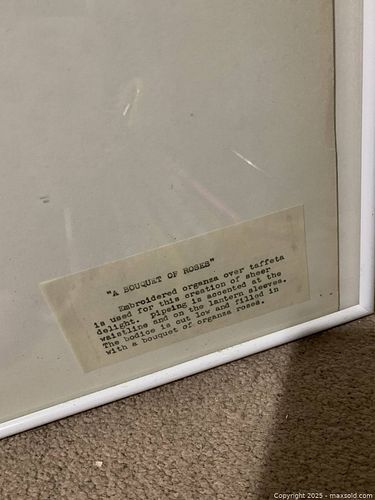 "A BOUQUET OF ROSES"
Embroidered organza over taffeta
is used for this creation of sheer
delight. Pipeing is accented at the
waistline and on the lantern sleeves.
The bodice is cut low and filled in
with a bouquet of organza roses.
Copyright 2025 - maxsold.com